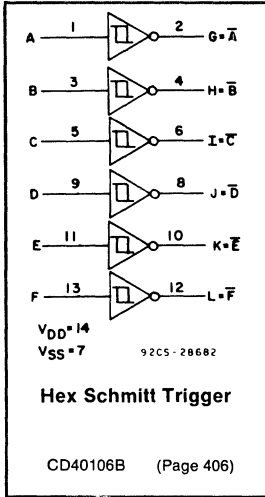 A 1 2 G=A̅
B 3 4 H=B̅
C 5 6 I=C̅
D 9 8 J=D̅
E 11 10 K=E̅
F 13 12 L=F̅
VDD=14
VSS=7 92CS-28682
Hex Schmitt Trigger
CD40106B (Page 406)